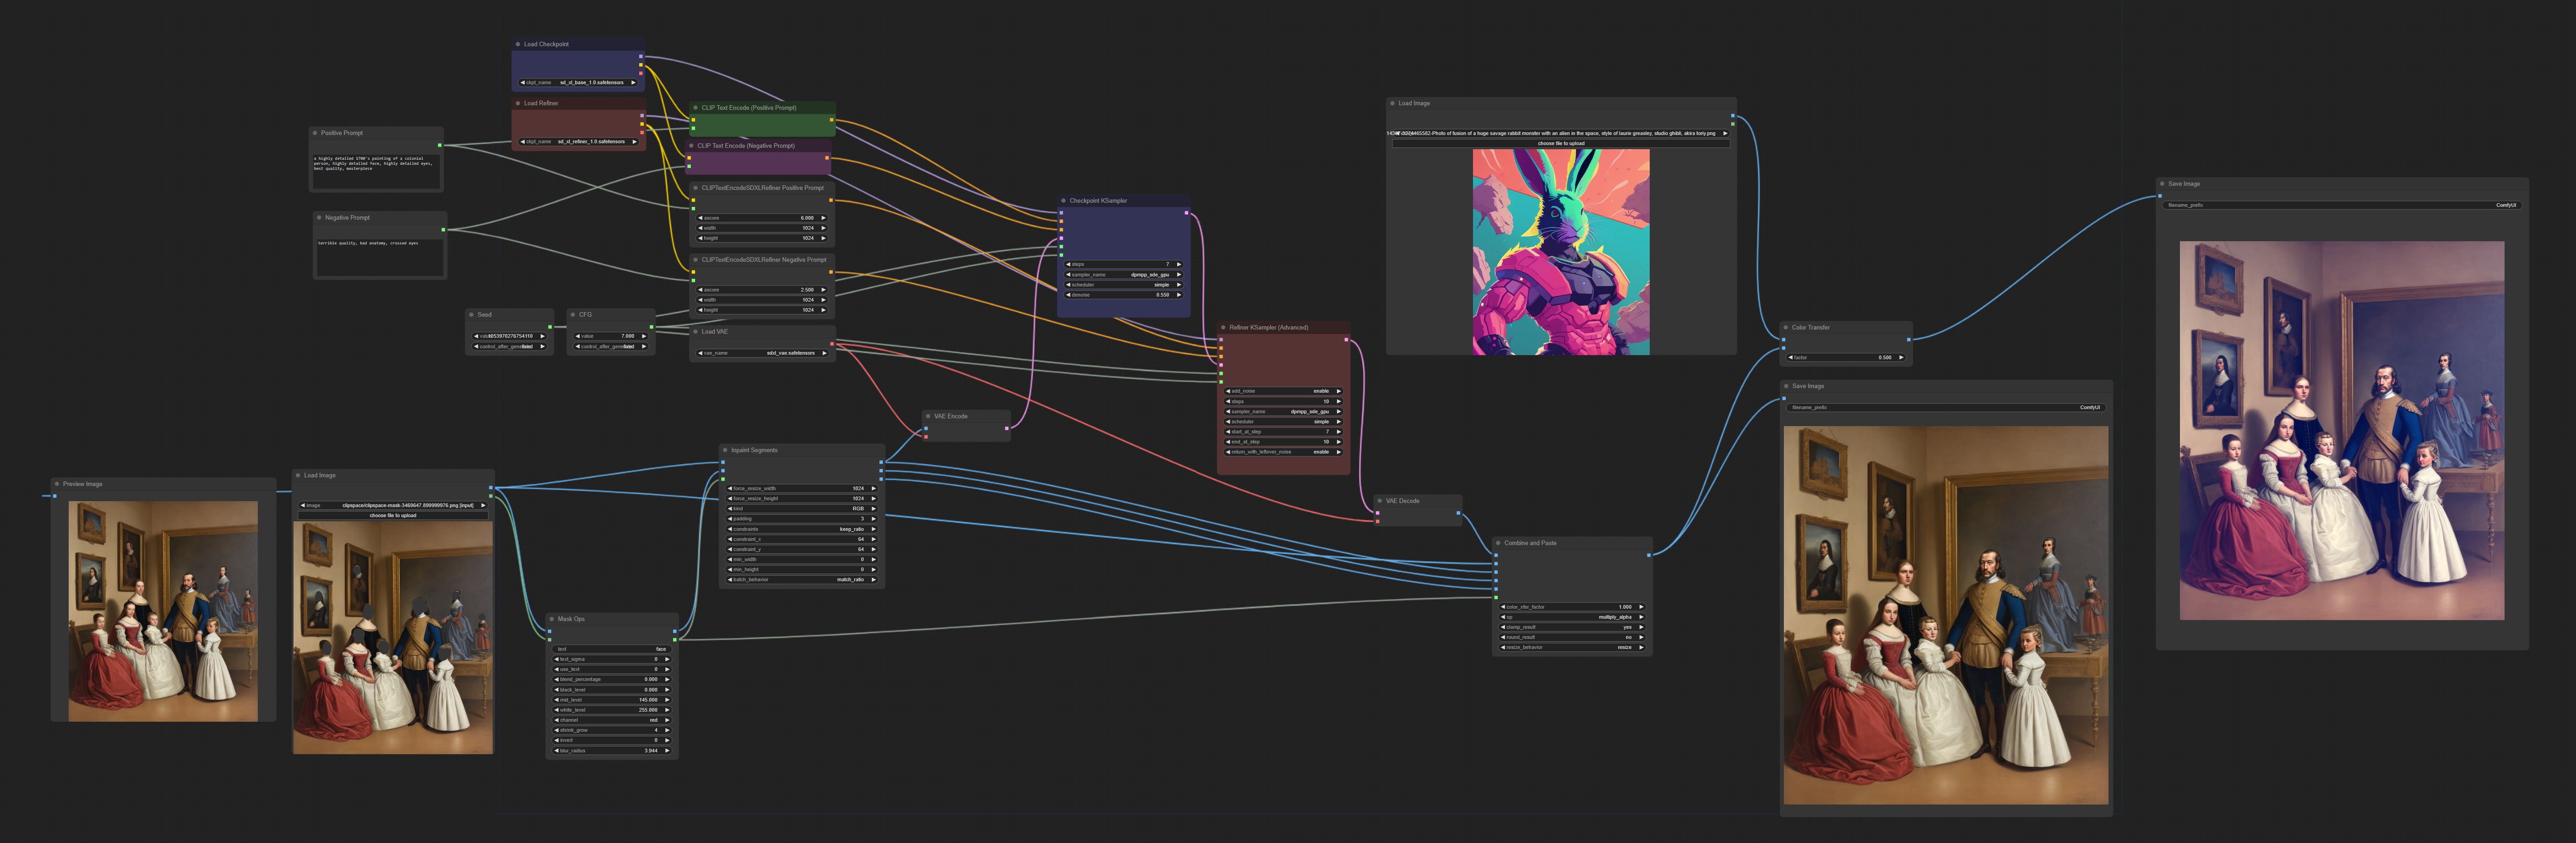 Load Checkpoint
ckpt_name sd_xl_base_1.0.safetensors
Load Refiner
ckpt_name sd_xl_refiner_1.0.safetensors
Positive Prompt
a highly detailed 1700's painting of a colonial
person, highly detailed face, highly detailed eyes,
best quality, masterpiece
Negative Prompt
terrible quality, bad anatomy, crossed eyes
CLIP Text Encode (Positive Prompt)
CLIP Text Encode (Negative Prompt)
CLIPTextEncodeSDXLRefiner Positive Prompt
ascore 6.000
width 1024
height 1024
CLIPTextEncodeSDXLRefiner Negative Prompt
ascore 2.500
width 1024
height 1024
Seed
control_after_generate
CFG
value 7.000
control_after_generate
Load VAE
vae_name sdxl_vae.safetensors
Checkpoint KSampler
steps 7
sampler_name dpmpp_sde_gpu
scheduler simple
denoise 0.550
Refiner KSampler (Advanced)
add_noise enable
steps 10
sampler_name dpmpp_sde_gpu
scheduler simple
start_at_step 7
end_at_step 10
return_with_leftover_noise enable
VAE Encode
VAE Decode
Preview Image
Load Image
image clipspace/clipspace-mask-3469647.899999976.png [input]
choose file to upload
Inpaint Segments
force_resize_width 1024
force_resize_height 1024
kind RGB
padding 3
constraints keep_ratio
constraint_x 64
constraint_y 64
min_width 0
min_height 0
batch_behavior match_ratio
Mask Ops
text face
text_sigma 0
use_text 0
blend_percentage 0.000
black_level 0.000
mid_level 145.000
white_level 255.000
channel red
shrink_grow 4
invert 0
blur_radius 3.944
Combine and Paste
color_xfer_factor 1.000
op multiply_alpha
clamp_result yes
round_result no
resize_behavior resize
Load Image
Photo of fusion of a huge savage rabbit monster with an alien in the space, style of laurie greasley, studio ghibli, akira toriy.png
choose file to upload
Color Transfer
factor 0.500
Save Image
filename_prefix ComfyUI
Save Image
filename_prefix ComfyUI